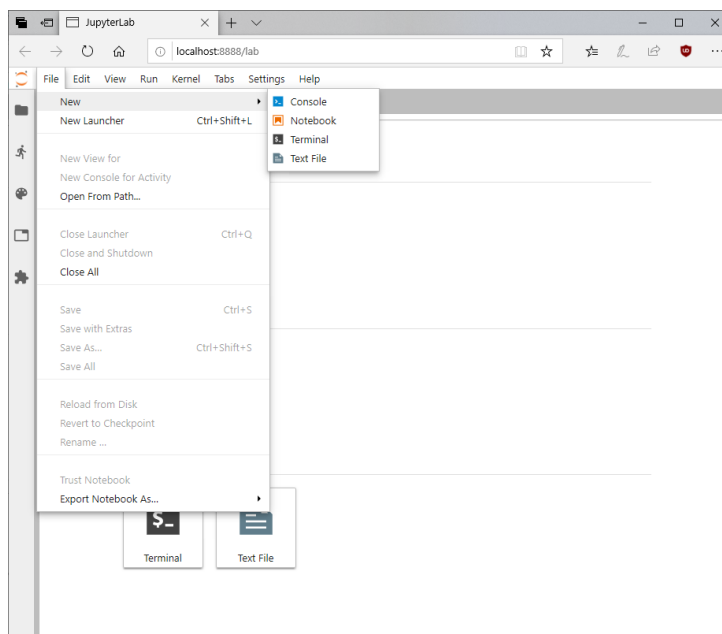 JupyterLab
localhost:8888/lab
File Edit View Run Kernel Tabs Settings Help
New
New Launcher Ctrl+Shift+L
New View for
New Console for Activity
Open From Path...
Close Launcher Ctrl+Q
Close and Shutdown
Close All
Save Ctrl+S
Save with Extras
Save As... Ctrl+Shift+S
Save All
Reload from Disk
Revert to Checkpoint
Rename ...
Trust Notebook
Export Notebook As...
Console
Notebook
Terminal
Text File
$_
Terminal
Text File